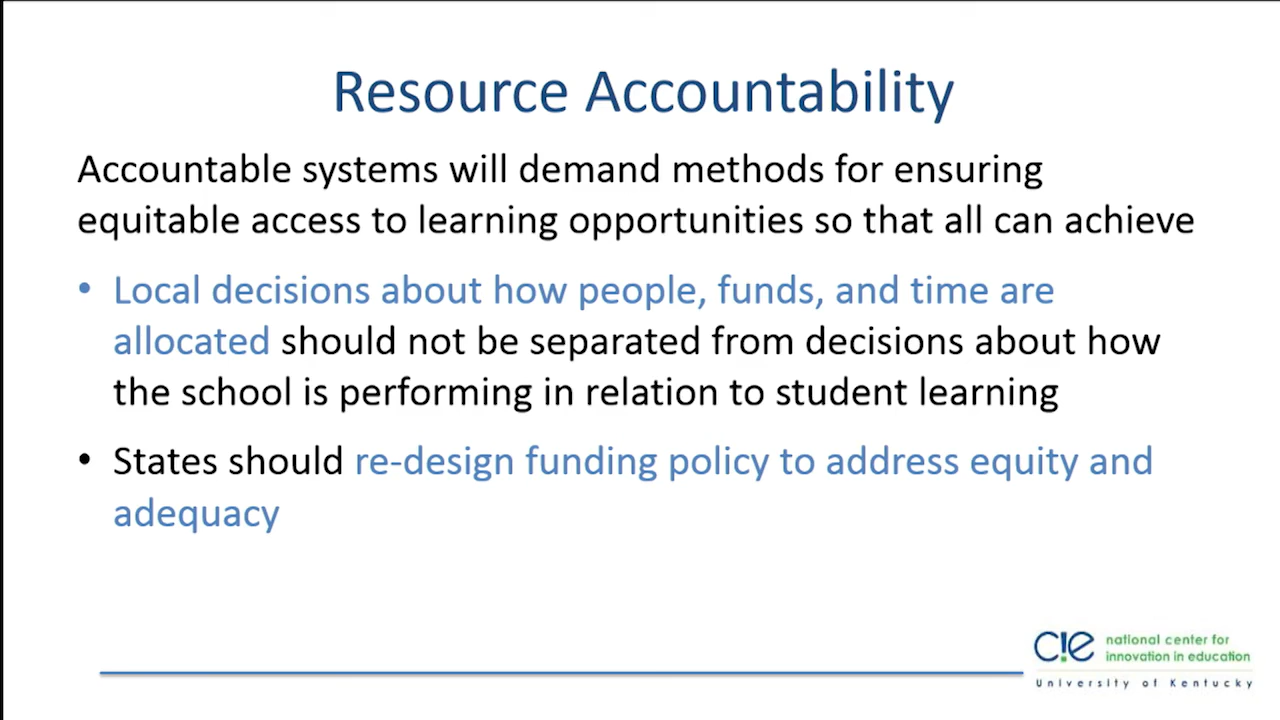 Resource Accountability
Accountable systems will demand methods for ensuring
equitable access to learning opportunities so that all can achieve
• Local decisions about how people, funds, and time are
allocated should not be separated from decisions about how
the school is performing in relation to student learning
• States should re-design funding policy to address equity and
adequacy
c!e national center for
innovation in education
University of Kentucky